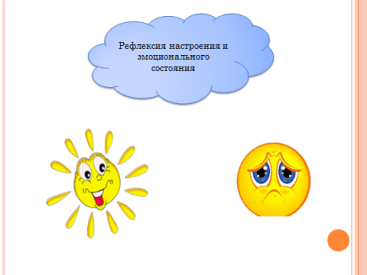 Рефлексия настроения и
эмоционального
состояния